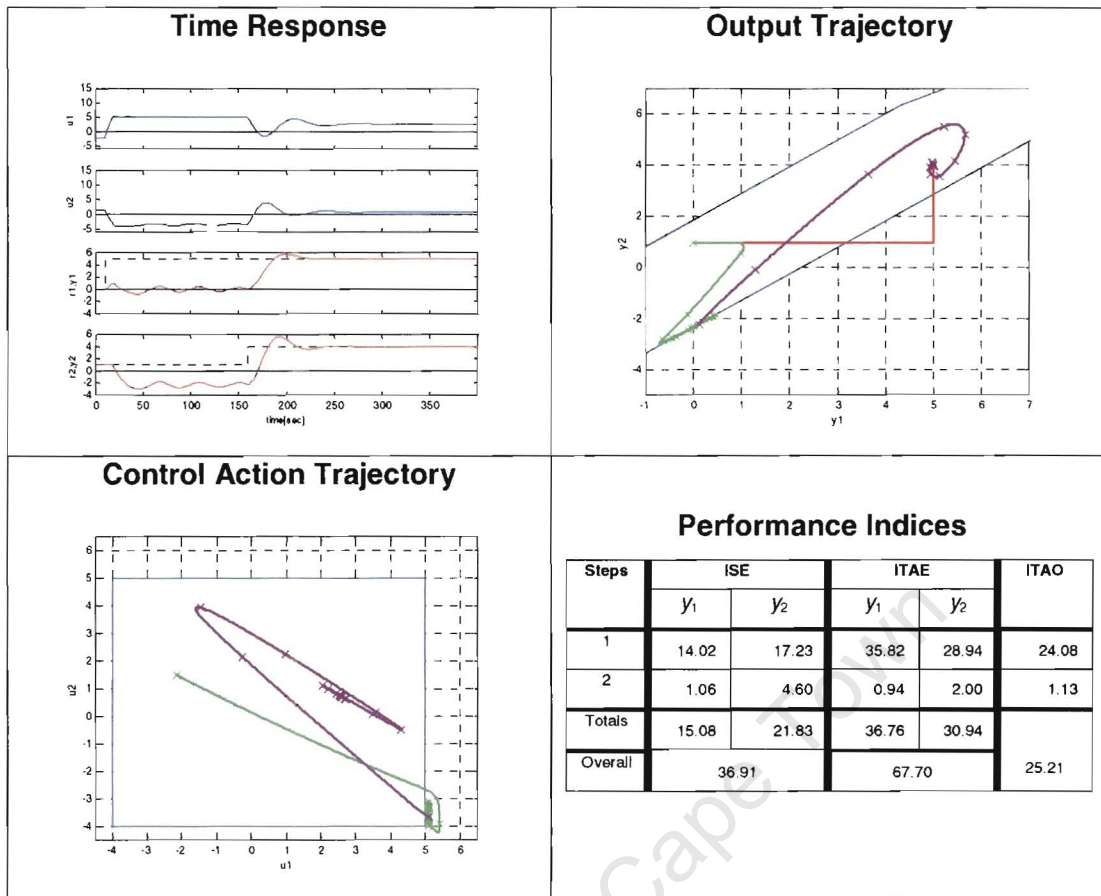 Time Response
15
10
5
0
-5
u1
15
10
5
0
-5
u2
6
4
2
0
-2
-4
r1,y1
6
4
2
0
-2
-4
r2,y2
0 50 100 150 200 250 300 350
time[sec]
Output Trajectory
6
4
2
0
-2
-4
y2
-1 0 1 2 3 4 5 6 7
y1
Control Action Trajectory
6
5
4
3
2
1
0
-1
-2
-3
-4
u2
-4 -3 -2 -1 0 1 2 3 4 5 6
u1
Performance Indices
Steps ISE ITAE ITAO
y1 y2 y1 y2
1 14.02 17.23 35.82 28.94 24.08
2 1.06 4.60 0.94 2.00 1.13
Totals 15.08 21.83 36.76 30.94
Overall 36.91 67.70 25.21
Cape Town